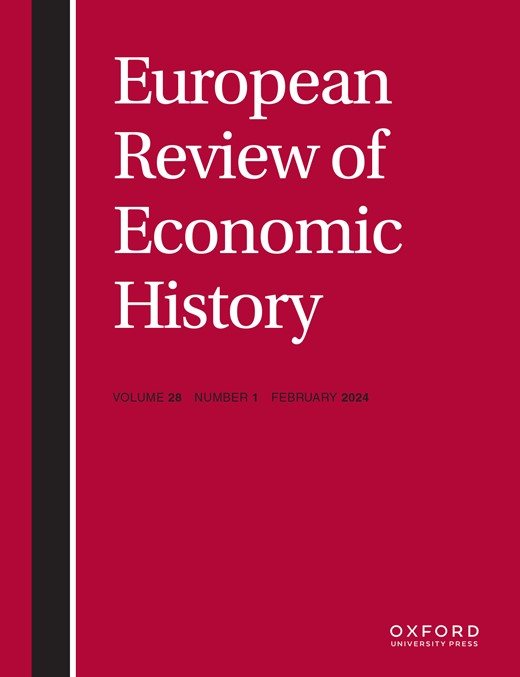 European
Review of
Economic
History
VOLUME 28 NUMBER 1 FEBRUARY 2024
OXFORD
UNIVERSITY PRESS